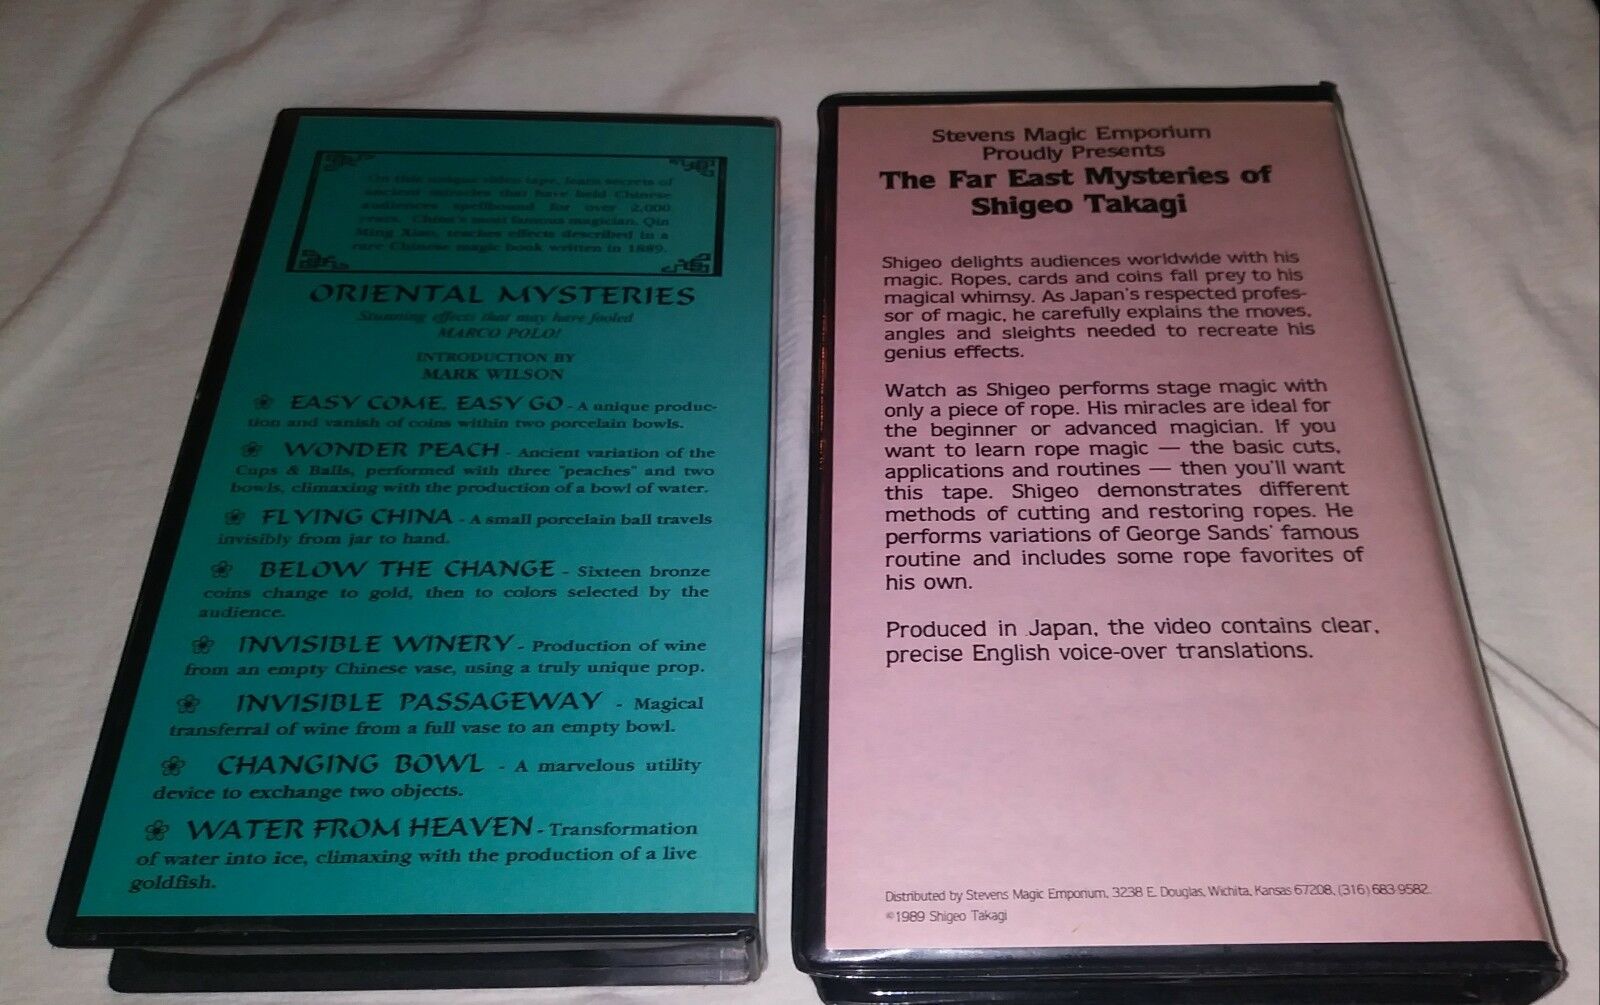 On this unique video tape, learn secrets of
ancient miracles that have held Chinese
audiences spellbound for over 2,000
years. China's most famous magician, Qin
Ming Xiao, teaches effects described in a
rare Chinese magic book written in 1889.
ORIENTAL MYSTERIES
Stunning effects that may have fooled
MARCO POLO!
INTRODUCTION BY
MARK WILSON
EASY COME, EASY GO - A unique produc-
tion and vanish of coins within two porcelain bowls.
WONDER PEACH - Ancient variation of the
Cups & Balls, performed with three "peaches" and two
bowls, climaxing with the production of a bowl of water.
FLYING CHINA - A small porcelain ball travels
invisibly from jar to hand.
BELOW THE CHANGE - Sixteen bronze
coins change to gold, then to colors selected by the
audience.
INVISIBLE WINERY - Production of wine
from an empty Chinese vase, using a truly unique prop.
INVISIBLE PASSAGEWAY - Magical
transferral of wine from a full vase to an empty bowl.
CHANGING BOWL - A marvelous utility
device to exchange two objects.
WATER FROM HEAVEN - Transformation
of water into ice, climaxing with the production of a live
goldfish.
Stevens Magic Emporium
Proudly Presents
The Far East Mysteries of
Shigeo Takagi
Shigeo delights audiences worldwide with his
magic. Ropes, cards and coins fall prey to his
magical whimsy. As Japan's respected profes-
sor of magic, he carefully explains the moves,
angles and sleights needed to recreate his
genius effects.
Watch as Shigeo performs stage magic with
only a piece of rope. His miracles are ideal for
the beginner or advanced magician. If you
want to learn rope magic — the basic cuts,
applications and routines — then you'll want
this tape. Shigeo demonstrates different
methods of cutting and restoring ropes. He
performs variations of George Sands' famous
routine and includes some rope favorites of
his own.
Produced in Japan, the video contains clear,
precise English voice-over translations.
Distributed by Stevens Magic Emporium, 3238 E. Douglas, Wichita, Kansas 67208, (316) 683-9582.
©1989 Shigeo Takagi